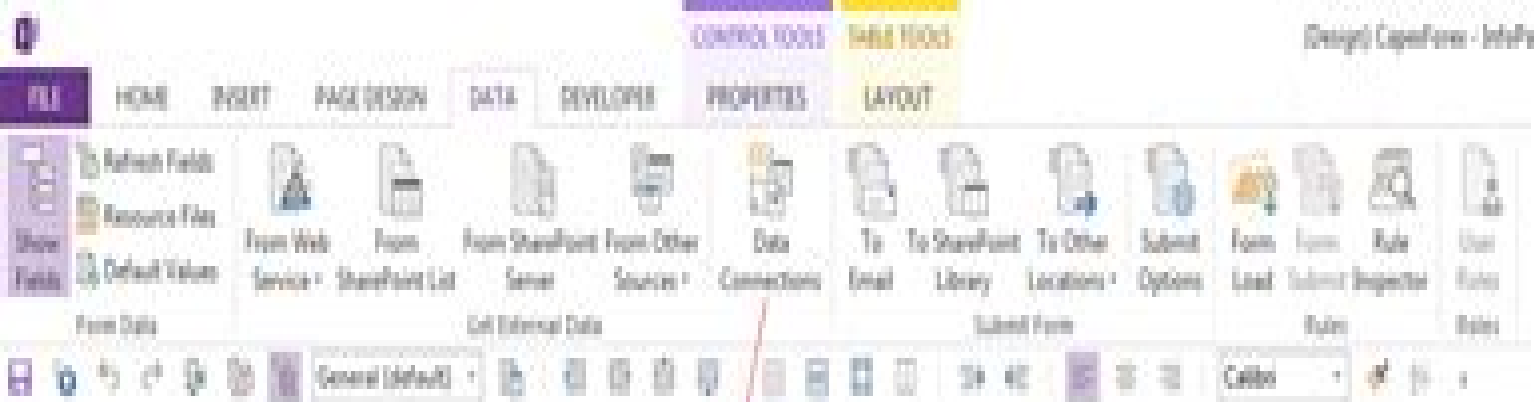 CONTROL TOOLS TABLE TOOLS (Design) CapexForm - InfoPa
FILE HOME INSERT PAGE DESIGN DATA DEVELOPER PROPERTIES LAYOUT
Show Fields
Refresh Fields
Resource Files
Default Values
From Web Service
From SharePoint List
From SharePoint Server
From Other Sources
Data Connections
To Email
To SharePoint Library
To Other Locations
Submit Options
Form Load
Form Submit
Rule Inspector
User Roles
Form Data Get External Data Submit Form Rules Roles
General (default) Calibri